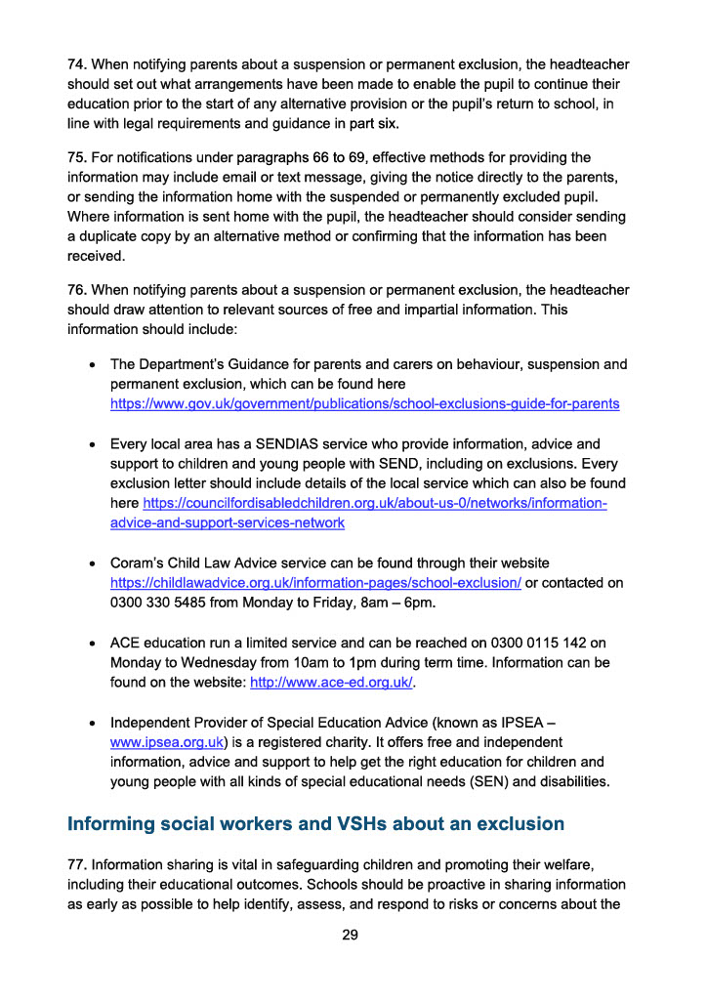 74. When notifying parents about a suspension or permanent exclusion, the headteacher
should set out what arrangements have been made to enable the pupil to continue their
education prior to the start of any alternative provision or the pupil's return to school, in
line with legal requirements and guidance in part six.
75. For notifications under paragraphs 66 to 69, effective methods for providing the
information may include email or text message, giving the notice directly to the parents,
or sending the information home with the suspended or permanently excluded pupil.
Where information is sent home with the pupil, the headteacher should consider sending
a duplicate copy by an alternative method or confirming that the information has been
received.
76. When notifying parents about a suspension or permanent exclusion, the headteacher
should draw attention to relevant sources of free and impartial information. This
information should include:
• The Department's Guidance for parents and carers on behaviour, suspension and
permanent exclusion, which can be found here
https://www.gov.uk/government/publications/school-exclusions-guide-for-parents
• Every local area has a SENDIAS service who provide information, advice and
support to children and young people with SEND, including on exclusions. Every
exclusion letter should include details of the local service which can also be found
here https://councilfordisabledchildren.org.uk/about-us-0/networks/information-
advice-and-support-services-network
• Coram's Child Law Advice service can be found through their website
https://childlawadvice.org.uk/information-pages/school-exclusion/ or contacted on
0300 330 5485 from Monday to Friday, 8am – 6pm.
• ACE education run a limited service and can be reached on 0300 0115 142 on
Monday to Wednesday from 10am to 1pm during term time. Information can be
found on the website: http://www.ace-ed.org.uk/.
• Independent Provider of Special Education Advice (known as IPSEA –
www.ipsea.org.uk) is a registered charity. It offers free and independent
information, advice and support to help get the right education for children and
young people with all kinds of special educational needs (SEN) and disabilities.
Informing social workers and VSHs about an exclusion
77. Information sharing is vital in safeguarding children and promoting their welfare,
including their educational outcomes. Schools should be proactive in sharing information
as early as possible to help identify, assess, and respond to risks or concerns about the
29